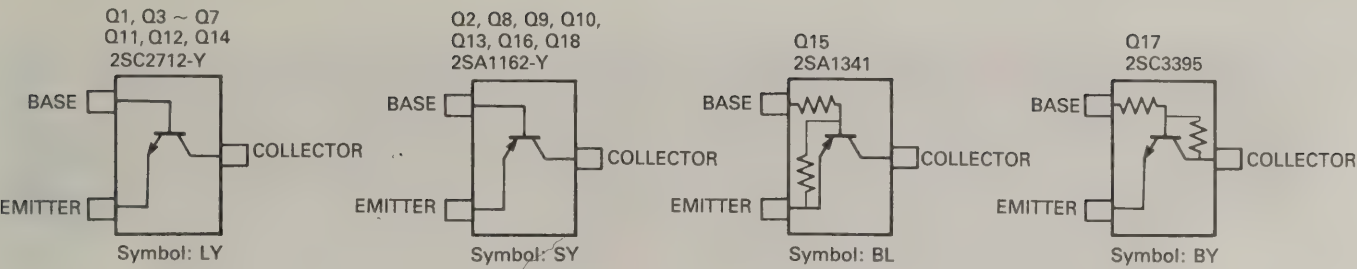 Q1, Q3 ~ Q7
Q11, Q12, Q14
2SC2712-Y
BASE
COLLECTOR
EMITTER
Symbol: LY
Q2, Q8, Q9, Q10,
Q13, Q16, Q18
2SA1162-Y
BASE
COLLECTOR
EMITTER
Symbol: SY
Q15
2SA1341
BASE
COLLECTOR
EMITTER
Symbol: BL
Q17
2SC3395
BASE
COLLECTOR
EMITTER
Symbol: BY